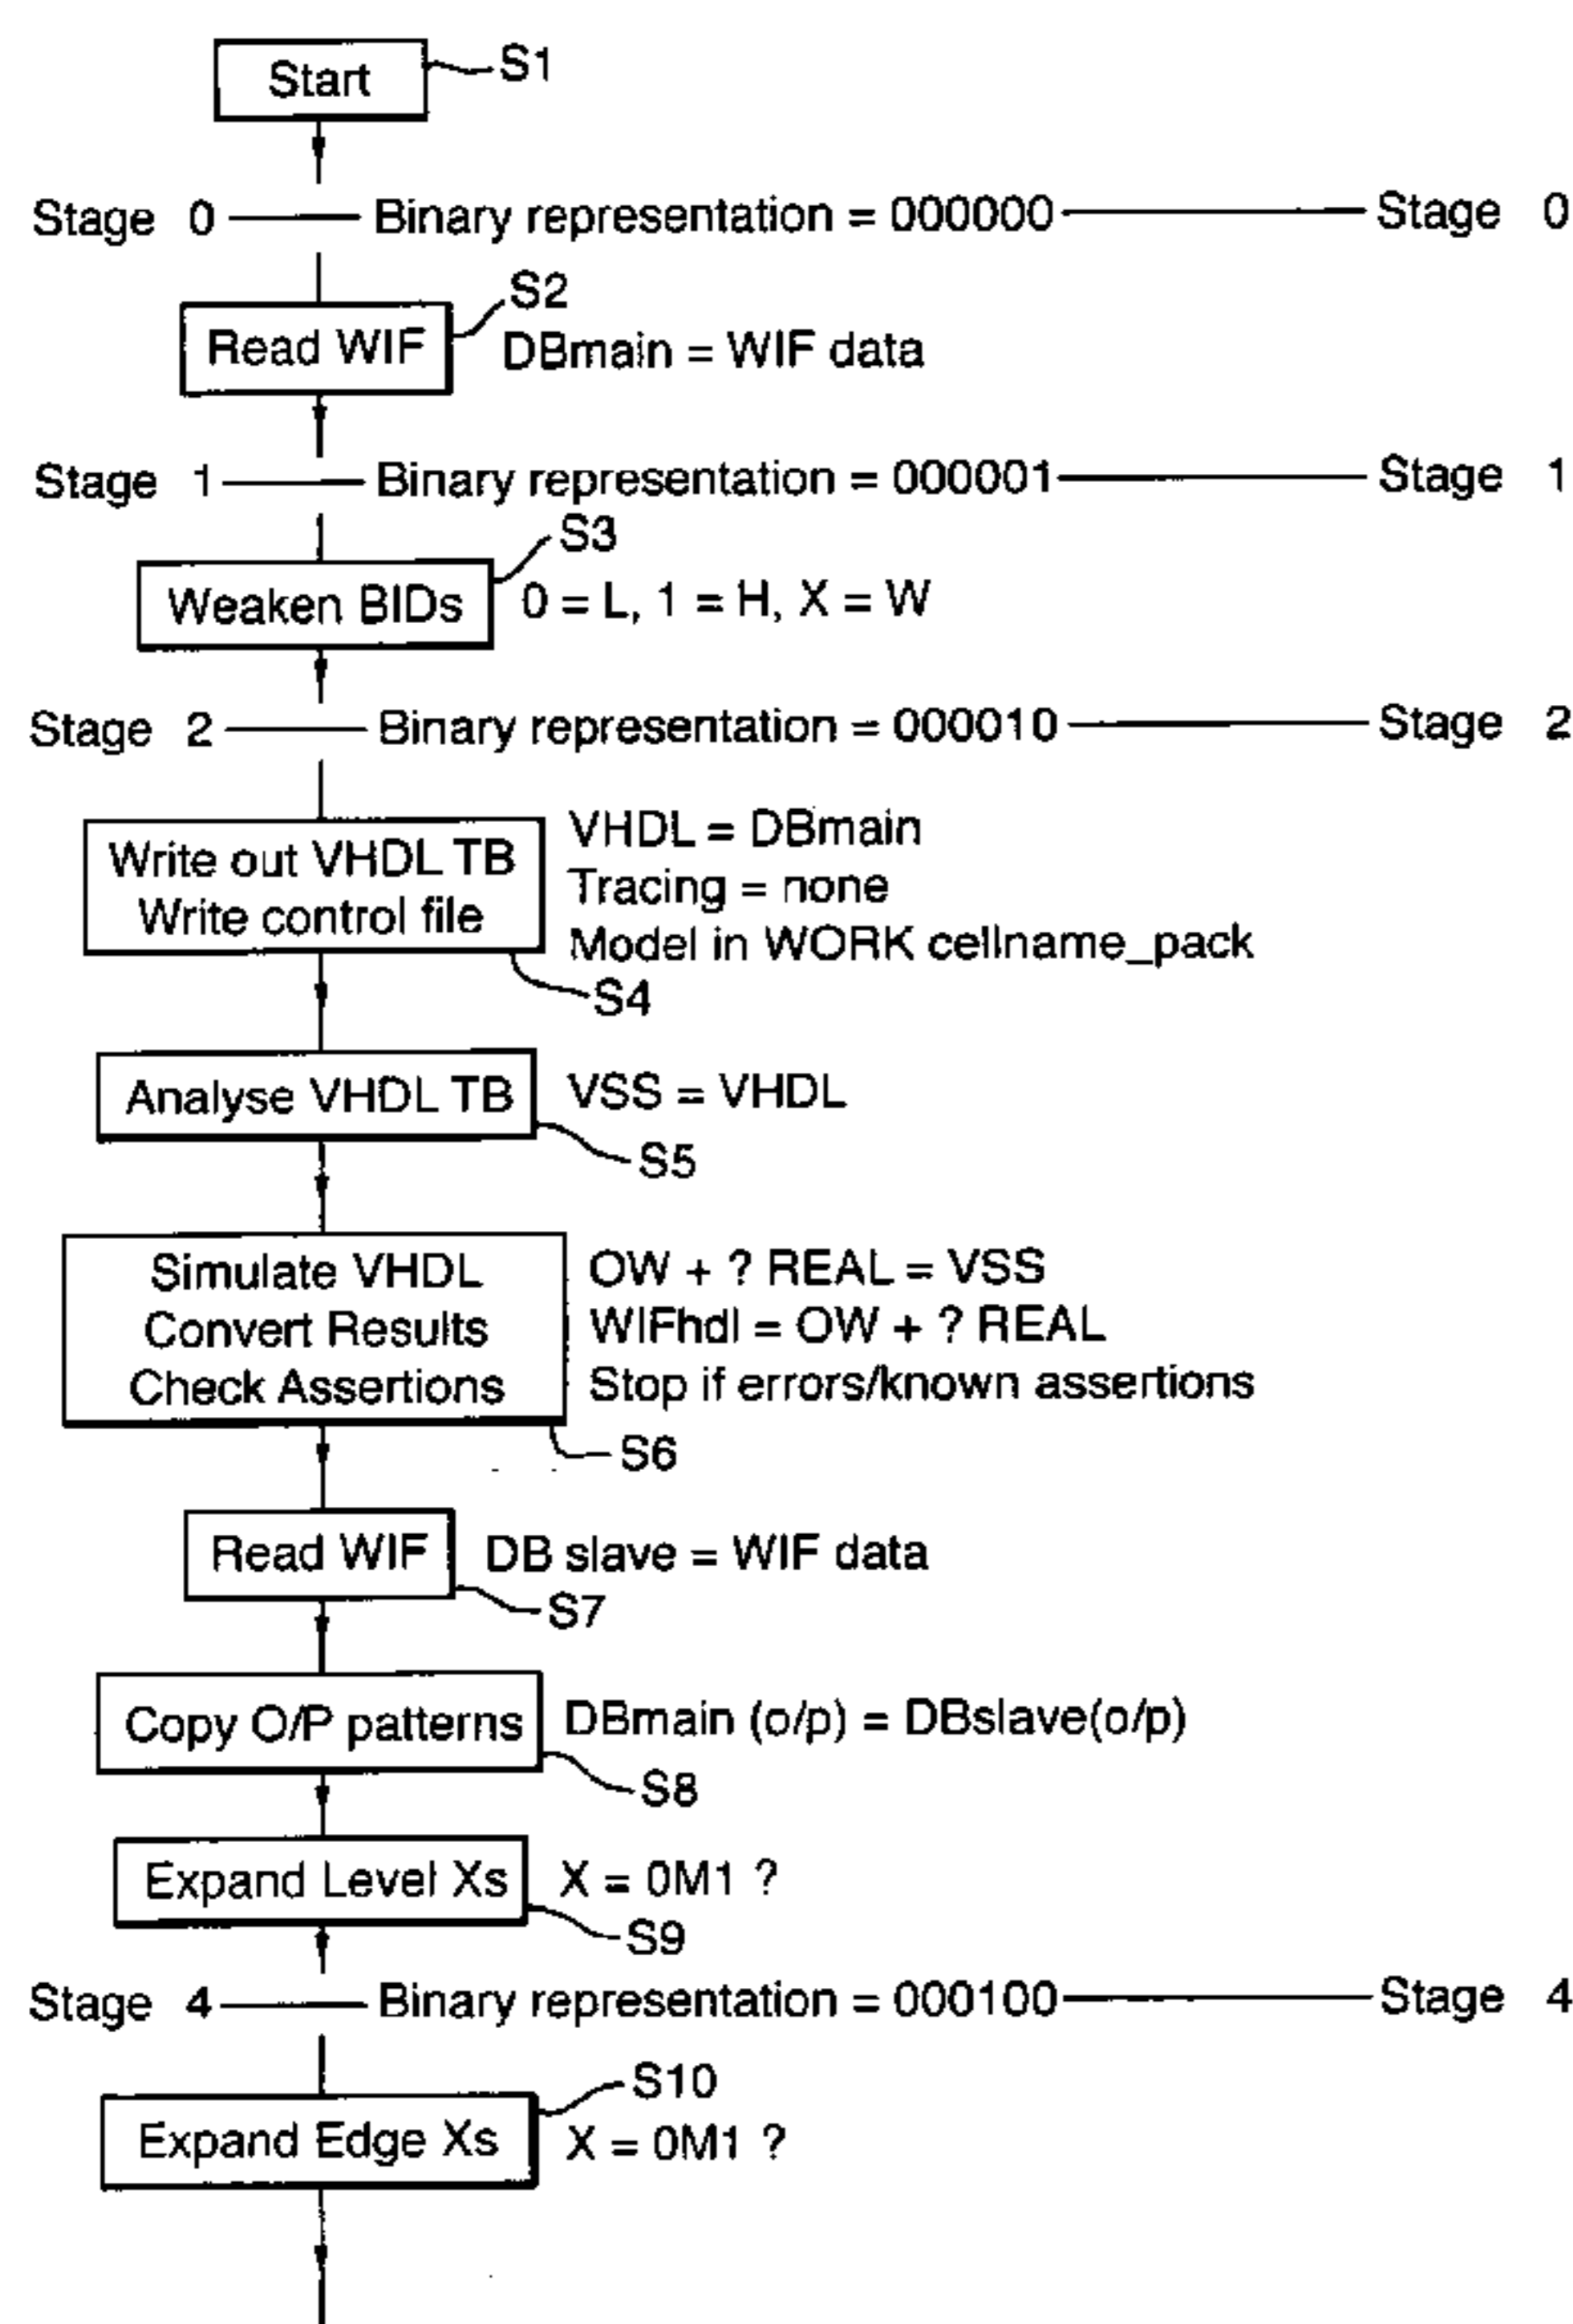 Start
S1
Stage 0 Binary representation = 000000 Stage 0
S2
Read WIF
DBmain = WIF data
Stage 1 Binary representation = 000001 Stage 1
S3
Weaken BIDs
0 = L, 1 = H, X = W
Stage 2 Binary representation = 000010 Stage 2
Write out VHDL TB
Write control file
VHDL = DBmain
Tracing = none
Model in WORK cellname_pack
S4
Analyse VHDL TB
VSS = VHDL
S5
Simulate VHDL
Convert Results
Check Assertions
OW + ? REAL = VSS
WIFhdl = OW + ? REAL
Stop if errors/known assertions
S6
Read WIF
DB slave = WIF data
S7
Copy O/P patterns
DBmain (o/p) = DBslave(o/p)
S8
Expand Level Xs
X = 0M1 ?
S9
Stage 4 Binary representation = 000100 Stage 4
S10
Expand Edge Xs
X = 0M1 ?